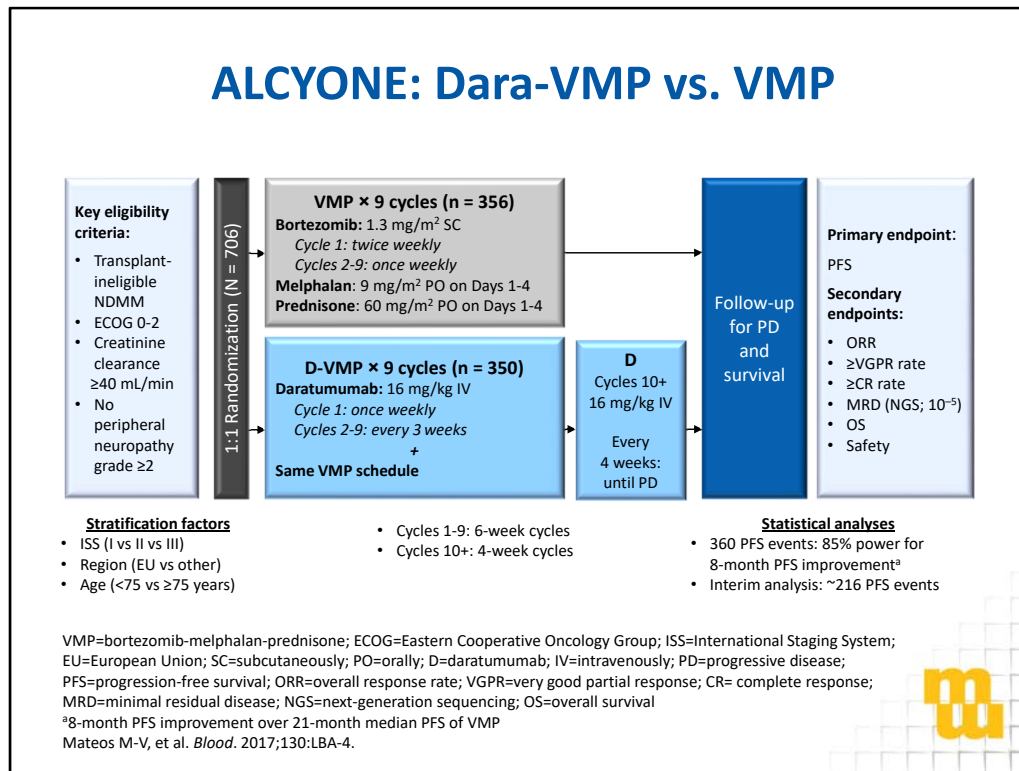 ALCYONE: Dara-VMP vs. VMP
Key eligibility
criteria:
• Transplant-
ineligible
NDMM
• ECOG 0-2
• Creatinine
clearance
≥40 mL/min
• No
peripheral
neuropathy
grade ≥2
1:1 Randomization (N = 706)
VMP × 9 cycles (n = 356)
Bortezomib: 1.3 mg/m² SC
Cycle 1: twice weekly
Cycles 2-9: once weekly
Melphalan: 9 mg/m² PO on Days 1-4
Prednisone: 60 mg/m² PO on Days 1-4
D-VMP × 9 cycles (n = 350)
Daratumumab: 16 mg/kg IV
Cycle 1: once weekly
Cycles 2-9: every 3 weeks
+
Same VMP schedule
D
Cycles 10+
16 mg/kg IV
Every
4 weeks:
until PD
Follow-up
for PD
and
survival
Primary endpoint:
PFS
Secondary
endpoints:
• ORR
• ≥VGPR rate
• ≥CR rate
• MRD (NGS; 10⁻⁵)
• OS
• Safety
Stratification factors
• ISS (I vs II vs III)
• Region (EU vs other)
• Age (<75 vs ≥75 years)
• Cycles 1-9: 6-week cycles
• Cycles 10+: 4-week cycles
Statistical analyses
• 360 PFS events: 85% power for
8-month PFS improvementᵃ
• Interim analysis: ~216 PFS events
VMP=bortezomib-melphalan-prednisone; ECOG=Eastern Cooperative Oncology Group; ISS=International Staging System;
EU=European Union; SC=subcutaneously; PO=orally; D=daratumumab; IV=intravenously; PD=progressive disease;
PFS=progression-free survival; ORR=overall response rate; VGPR=very good partial response; CR= complete response;
MRD=minimal residual disease; NGS=next-generation sequencing; OS=overall survival
ᵃ8-month PFS improvement over 21-month median PFS of VMP
Mateos M-V, et al. Blood. 2017;130:LBA-4.